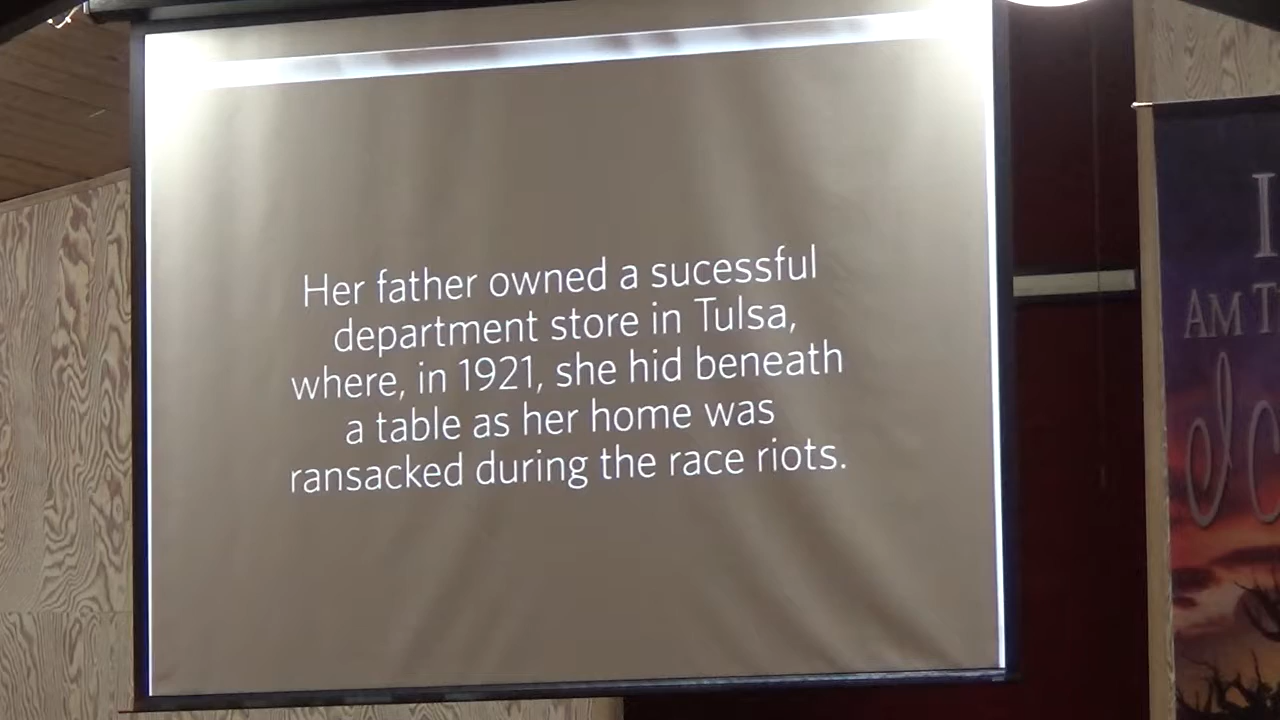 Her father owned a sucessful
department store in Tulsa,
where, in 1921, she hid beneath
a table as her home was
ransacked during the race riots.
I
AM T